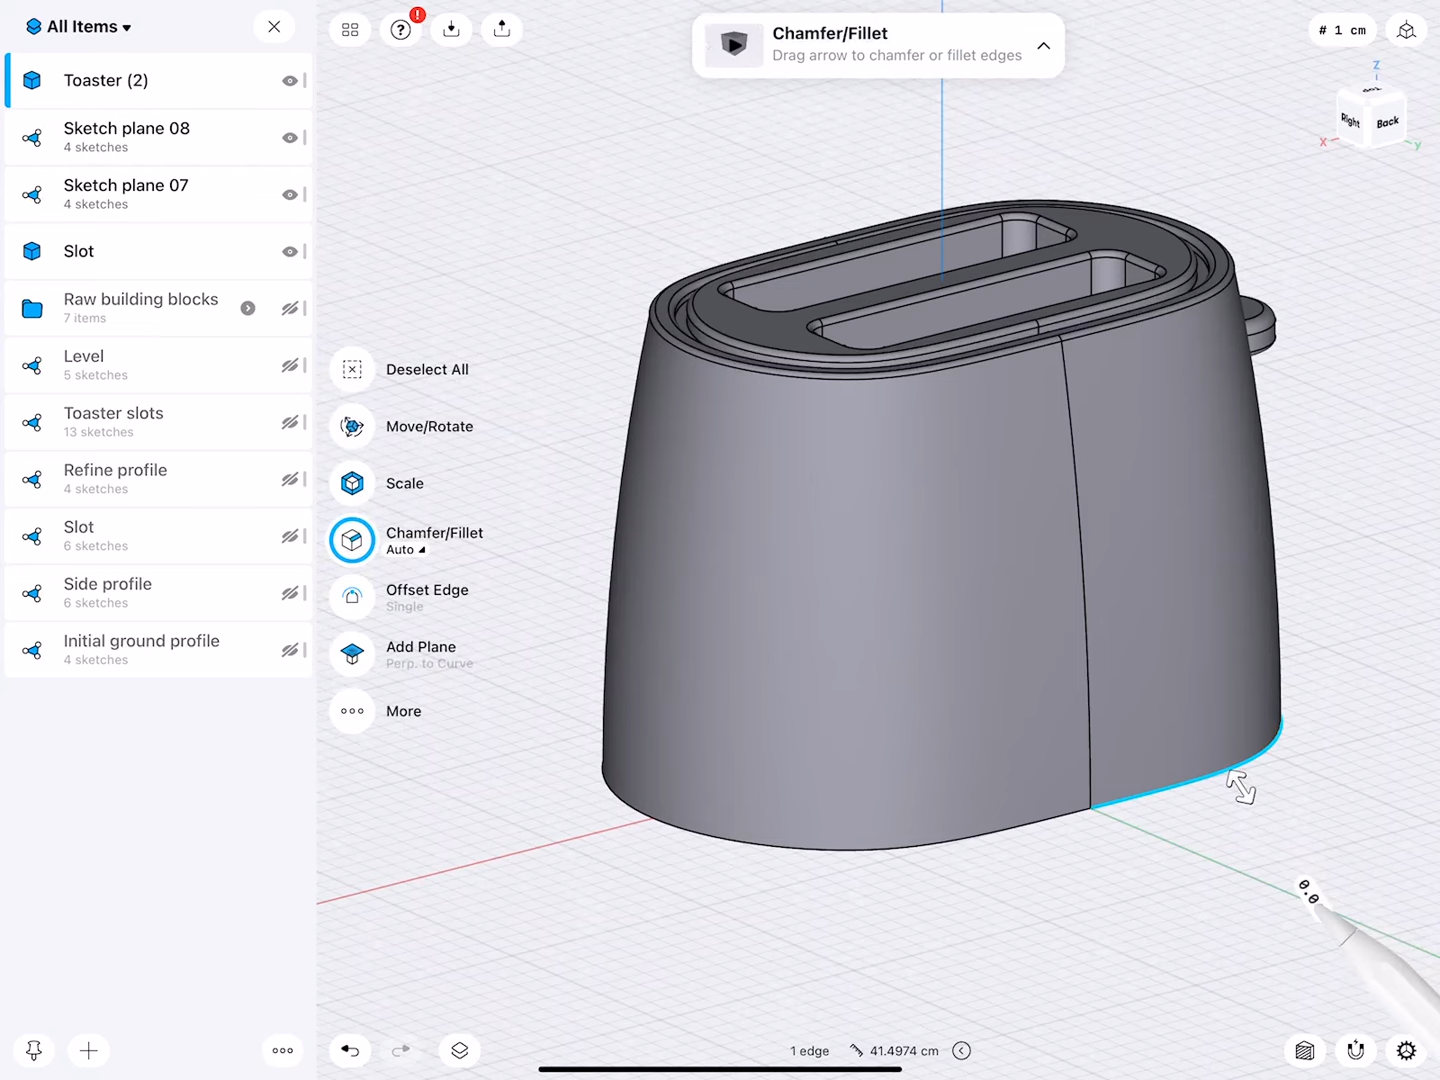 All Items
Toaster (2)
Sketch plane 08
4 sketches
Sketch plane 07
4 sketches
Slot
Raw building blocks
7 items
Level
5 sketches
Toaster slots
13 sketches
Refine profile
4 sketches
Slot
6 sketches
Side profile
6 sketches
Initial ground profile
4 sketches
Chamfer/Fillet
Drag arrow to chamfer or fillet edges
# 1 cm
Z
Top
Right
Back
X
y
Deselect All
Move/Rotate
Scale
Chamfer/Fillet
Auto
Offset Edge
Single
Add Plane
Perp. to Curve
More
0.0
1 edge
41.4974 cm